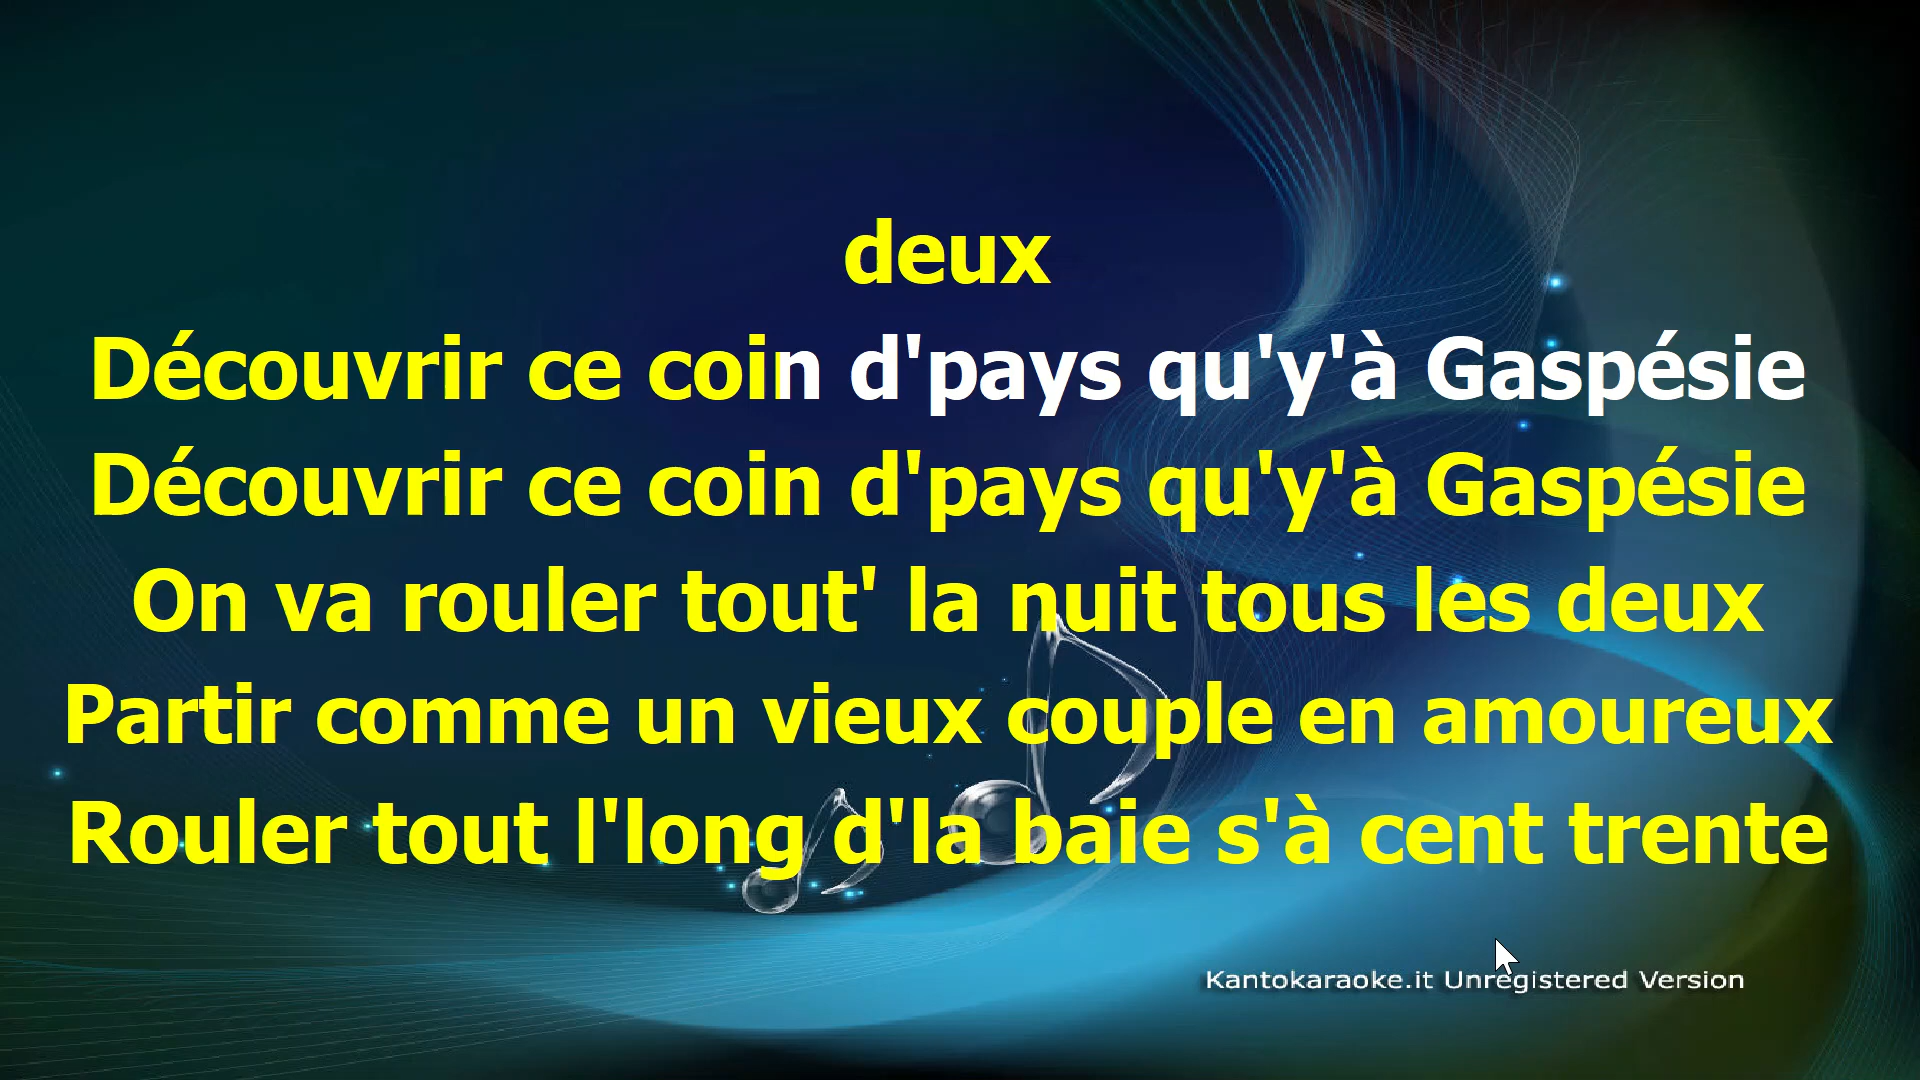 deux
Découvrir ce coin d'pays qu'y'à Gaspésie
Découvrir ce coin d'pays qu'y'à Gaspésie
On va rouler tout' la nuit tous les deux
Partir comme un vieux couple en amoureux
Rouler tout l'long d'la baie s'à cent trente
Kantokaraoke.it Unregistered Version